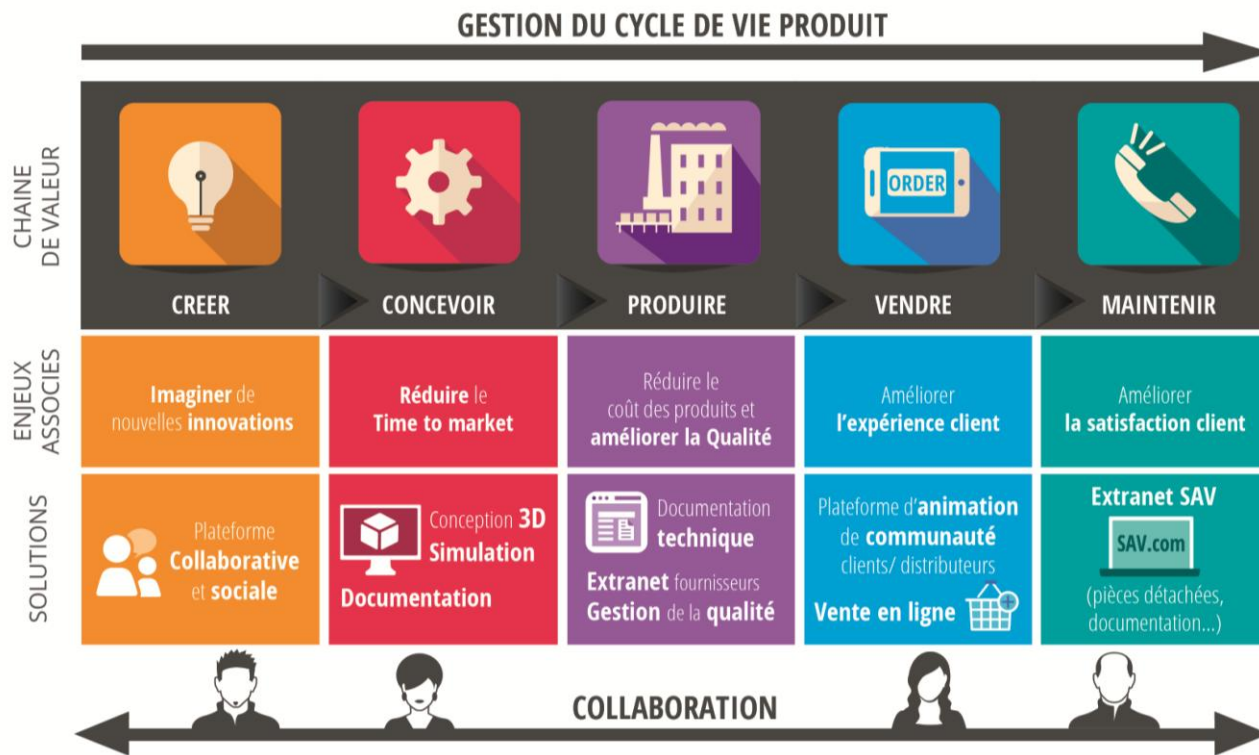 GESTION DU CYCLE DE VIE PRODUIT
CHAINE
DE VALEUR
ORDER
CREER
CONCEVOIR
PRODUIRE
VENDRE
MAINTENIR
ENJEUX
ASSOCIES
Imaginer de
nouvelles innovations
Réduire le
Time to market
Réduire le
coût des produits et
améliorer la Qualité
Améliorer
l'expérience client
Améliorer
la satisfaction client
SOLUTIONS
Plateforme
Collaborative
et sociale
Conception 3D
Simulation
Documentation
Documentation
technique
Extranet fournisseurs
Gestion de la qualité
Plateforme d'animation
de communauté
clients/ distributeurs
Vente en ligne
Extranet SAV
SAV.com
(pièces détachées,
documentation...)
COLLABORATION